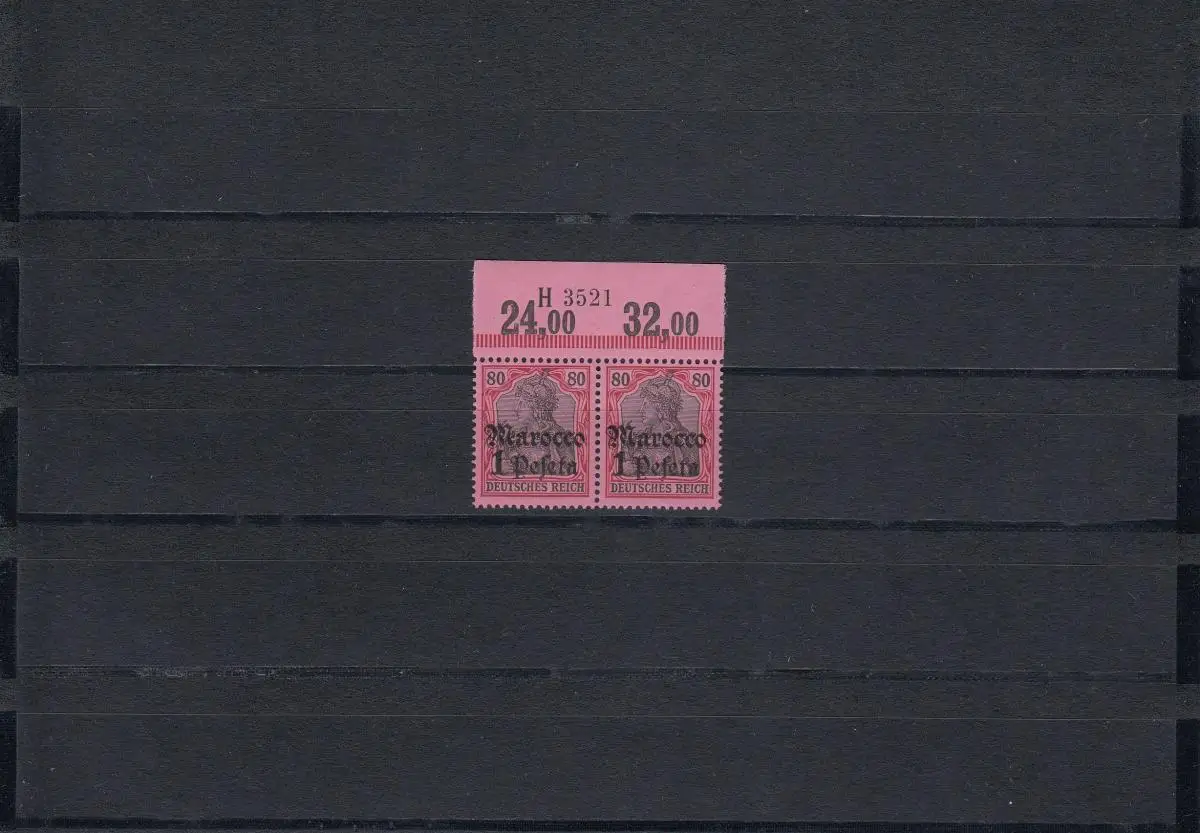 H 3521
24,00 32,00
80 80 80 80
Marocco Marocco
1 Peseta 1 Peseta
DEUTSCHES REICH DEUTSCHES REICH